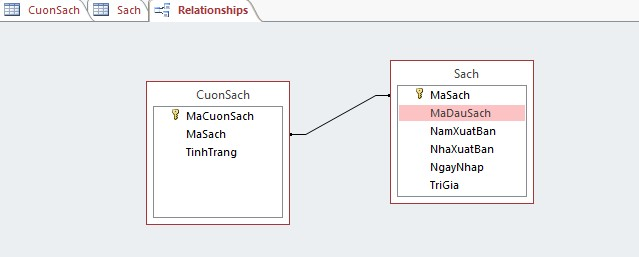 CuonSach
Sach
Relationships
CuonSach
MaCuonSach
MaSach
TinhTrang
Sach
MaSach
MaDauSach
NamXuatBan
NhaXuatBan
NgayNhap
TriGia